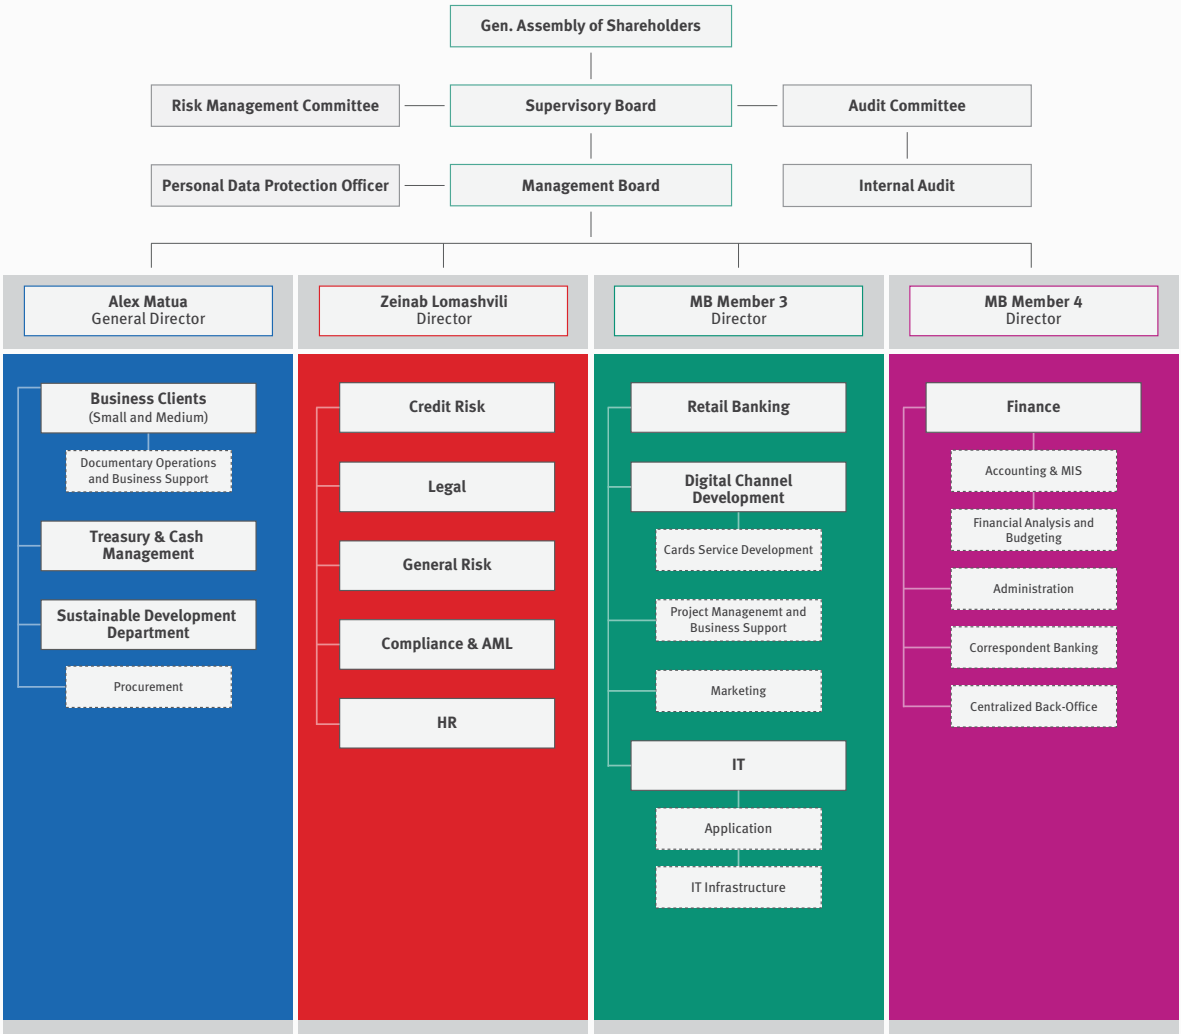 Gen. Assembly of Shareholders
Risk Management Committee
Supervisory Board
Audit Committee
Personal Data Protection Officer
Management Board
Internal Audit
Alex Matua
General Director
Zeinab Lomashvili
Director
MB Member 3
Director
MB Member 4
Director
Business Clients
(Small and Medium)
Documentary Operations
and Business Support
Treasury & Cash
Management
Sustainable Development
Department
Procurement
Credit Risk
Legal
General Risk
Compliance & AML
HR
Retail Banking
Digital Channel
Development
Cards Service Development
Project Managenemt and
Business Support
Marketing
IT
Application
IT Infrastructure
Finance
Accounting & MIS
Financial Analysis and
Budgeting
Administration
Correspondent Banking
Centralized Back-Office